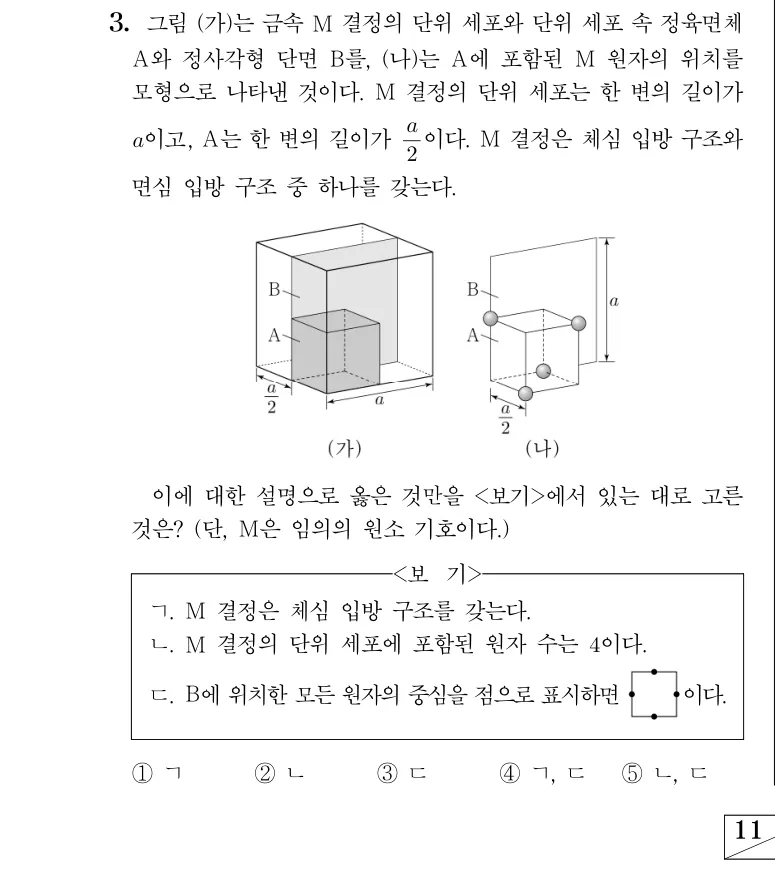 3. 그림 (가)는 금속 M 결정의 단위 세포와 단위 세포 속 정육면체
A와 정사각형 단면 B를, (나)는 A에 포함된 M 원자의 위치를
모형으로 나타낸 것이다. M 결정의 단위 세포는 한 변의 길이가
a이고, A는 한 변의 길이가 a/2이다. M 결정은 체심 입방 구조와
면심 입방 구조 중 하나를 갖는다.
B
A
a/2
a
(가)
B
A
a
a/2
(나)
이에 대한 설명으로 옳은 것만을 <보기>에서 있는 대로 고른
것은? (단, M은 임의의 원소 기호이다.)
<보 기>
ㄱ. M 결정은 체심 입방 구조를 갖는다.
ㄴ. M 결정의 단위 세포에 포함된 원자 수는 4이다.
ㄷ. B에 위치한 모든 원자의 중심을 점으로 표시하면 이다.
① ㄱ ② ㄴ ③ ㄷ ④ ㄱ, ㄷ ⑤ ㄴ, ㄷ
11